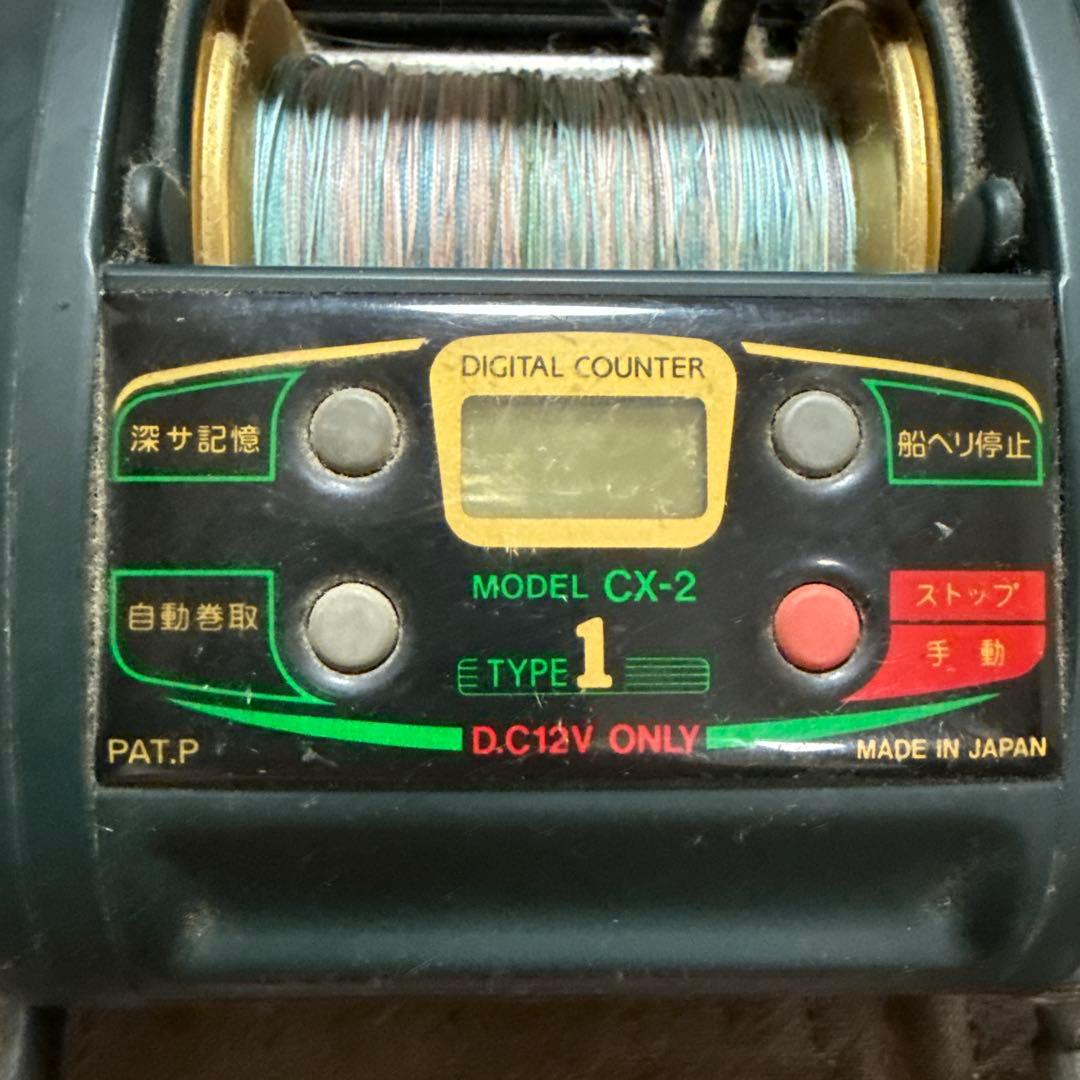 DIGITAL COUNTER
深サ記憶
船ベリ停止
自動巻取
MODEL CX-2
TYPE 1
ストップ
手動
D.C12V ONLY
PAT.P
MADE IN JAPAN